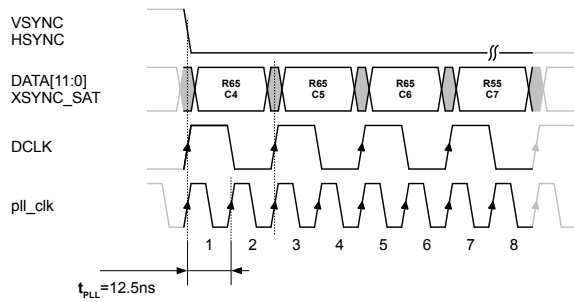 VSYNC
HSYNC
DATA[11:0]
XSYNC_SAT
R65
C4
R65
C5
R65
C6
R55
C7
DCLK
pll_clk
1 2 3 4 5 6 7 8
tPLL=12.5ns